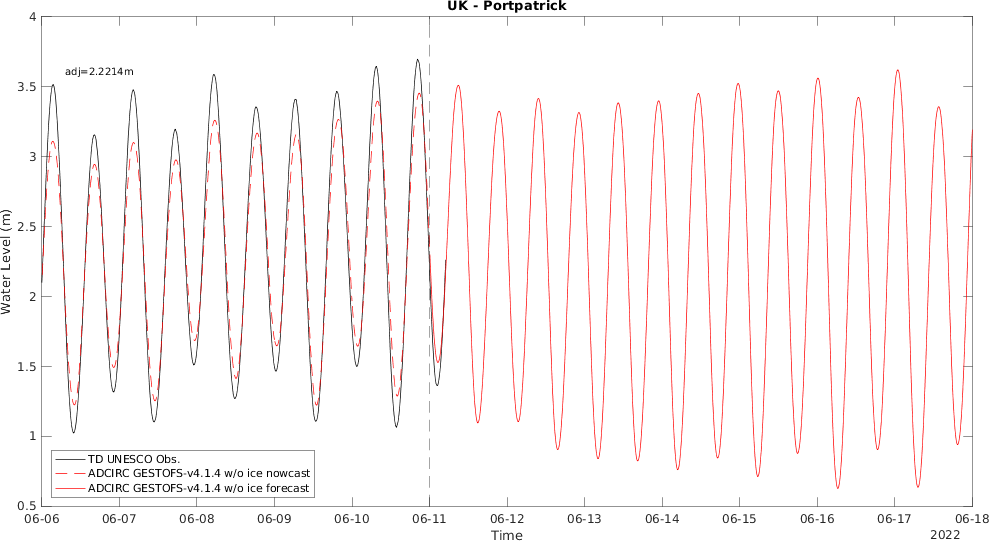 UK - Portpatrick
4
adj=2.2214m
3.5
3
2.5
2
1.5
1
0.5
Water Level (m)
TD UNESCO Obs.
ADCIRC GESTOFS-v4.1.4 w/o ice nowcast
ADCIRC GESTOFS-v4.1.4 w/o ice forecast
06-06 06-07 06-08 06-09 06-10 06-11 06-12 06-13 06-14 06-15 06-16 06-17 06-18
Time
2022